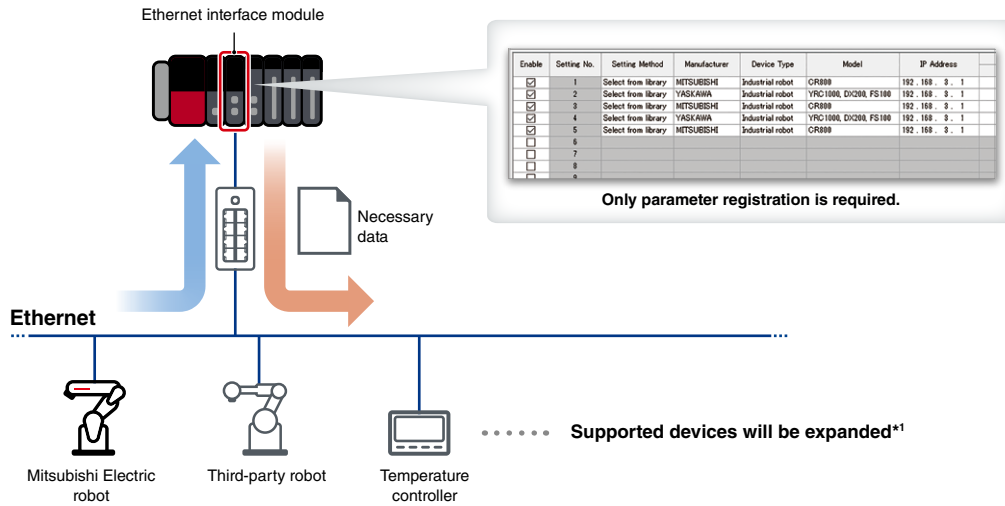 Ethernet interface module
Enable Setting No. Setting Method Manufacturer Device Type Model IP Address
1 Select from library MITSUBISHI Industrial robot CR800 192 . 168 . 3 . 1
2 Select from library YASKAWA Industrial robot YRC1000, DX200, FS100 192 . 168 . 3 . 1
3 Select from library MITSUBISHI Industrial robot CR800 192 . 168 . 3 . 1
4 Select from library YASKAWA Industrial robot YRC1000, DX200, FS100 192 . 168 . 3 . 1
5 Select from library MITSUBISHI Industrial robot CR800 192 . 168 . 3 . 1
6
7
8
9
Only parameter registration is required.
Necessary
data
Ethernet
Supported devices will be expanded*1
Mitsubishi Electric
robot
Third-party robot
Temperature
controller